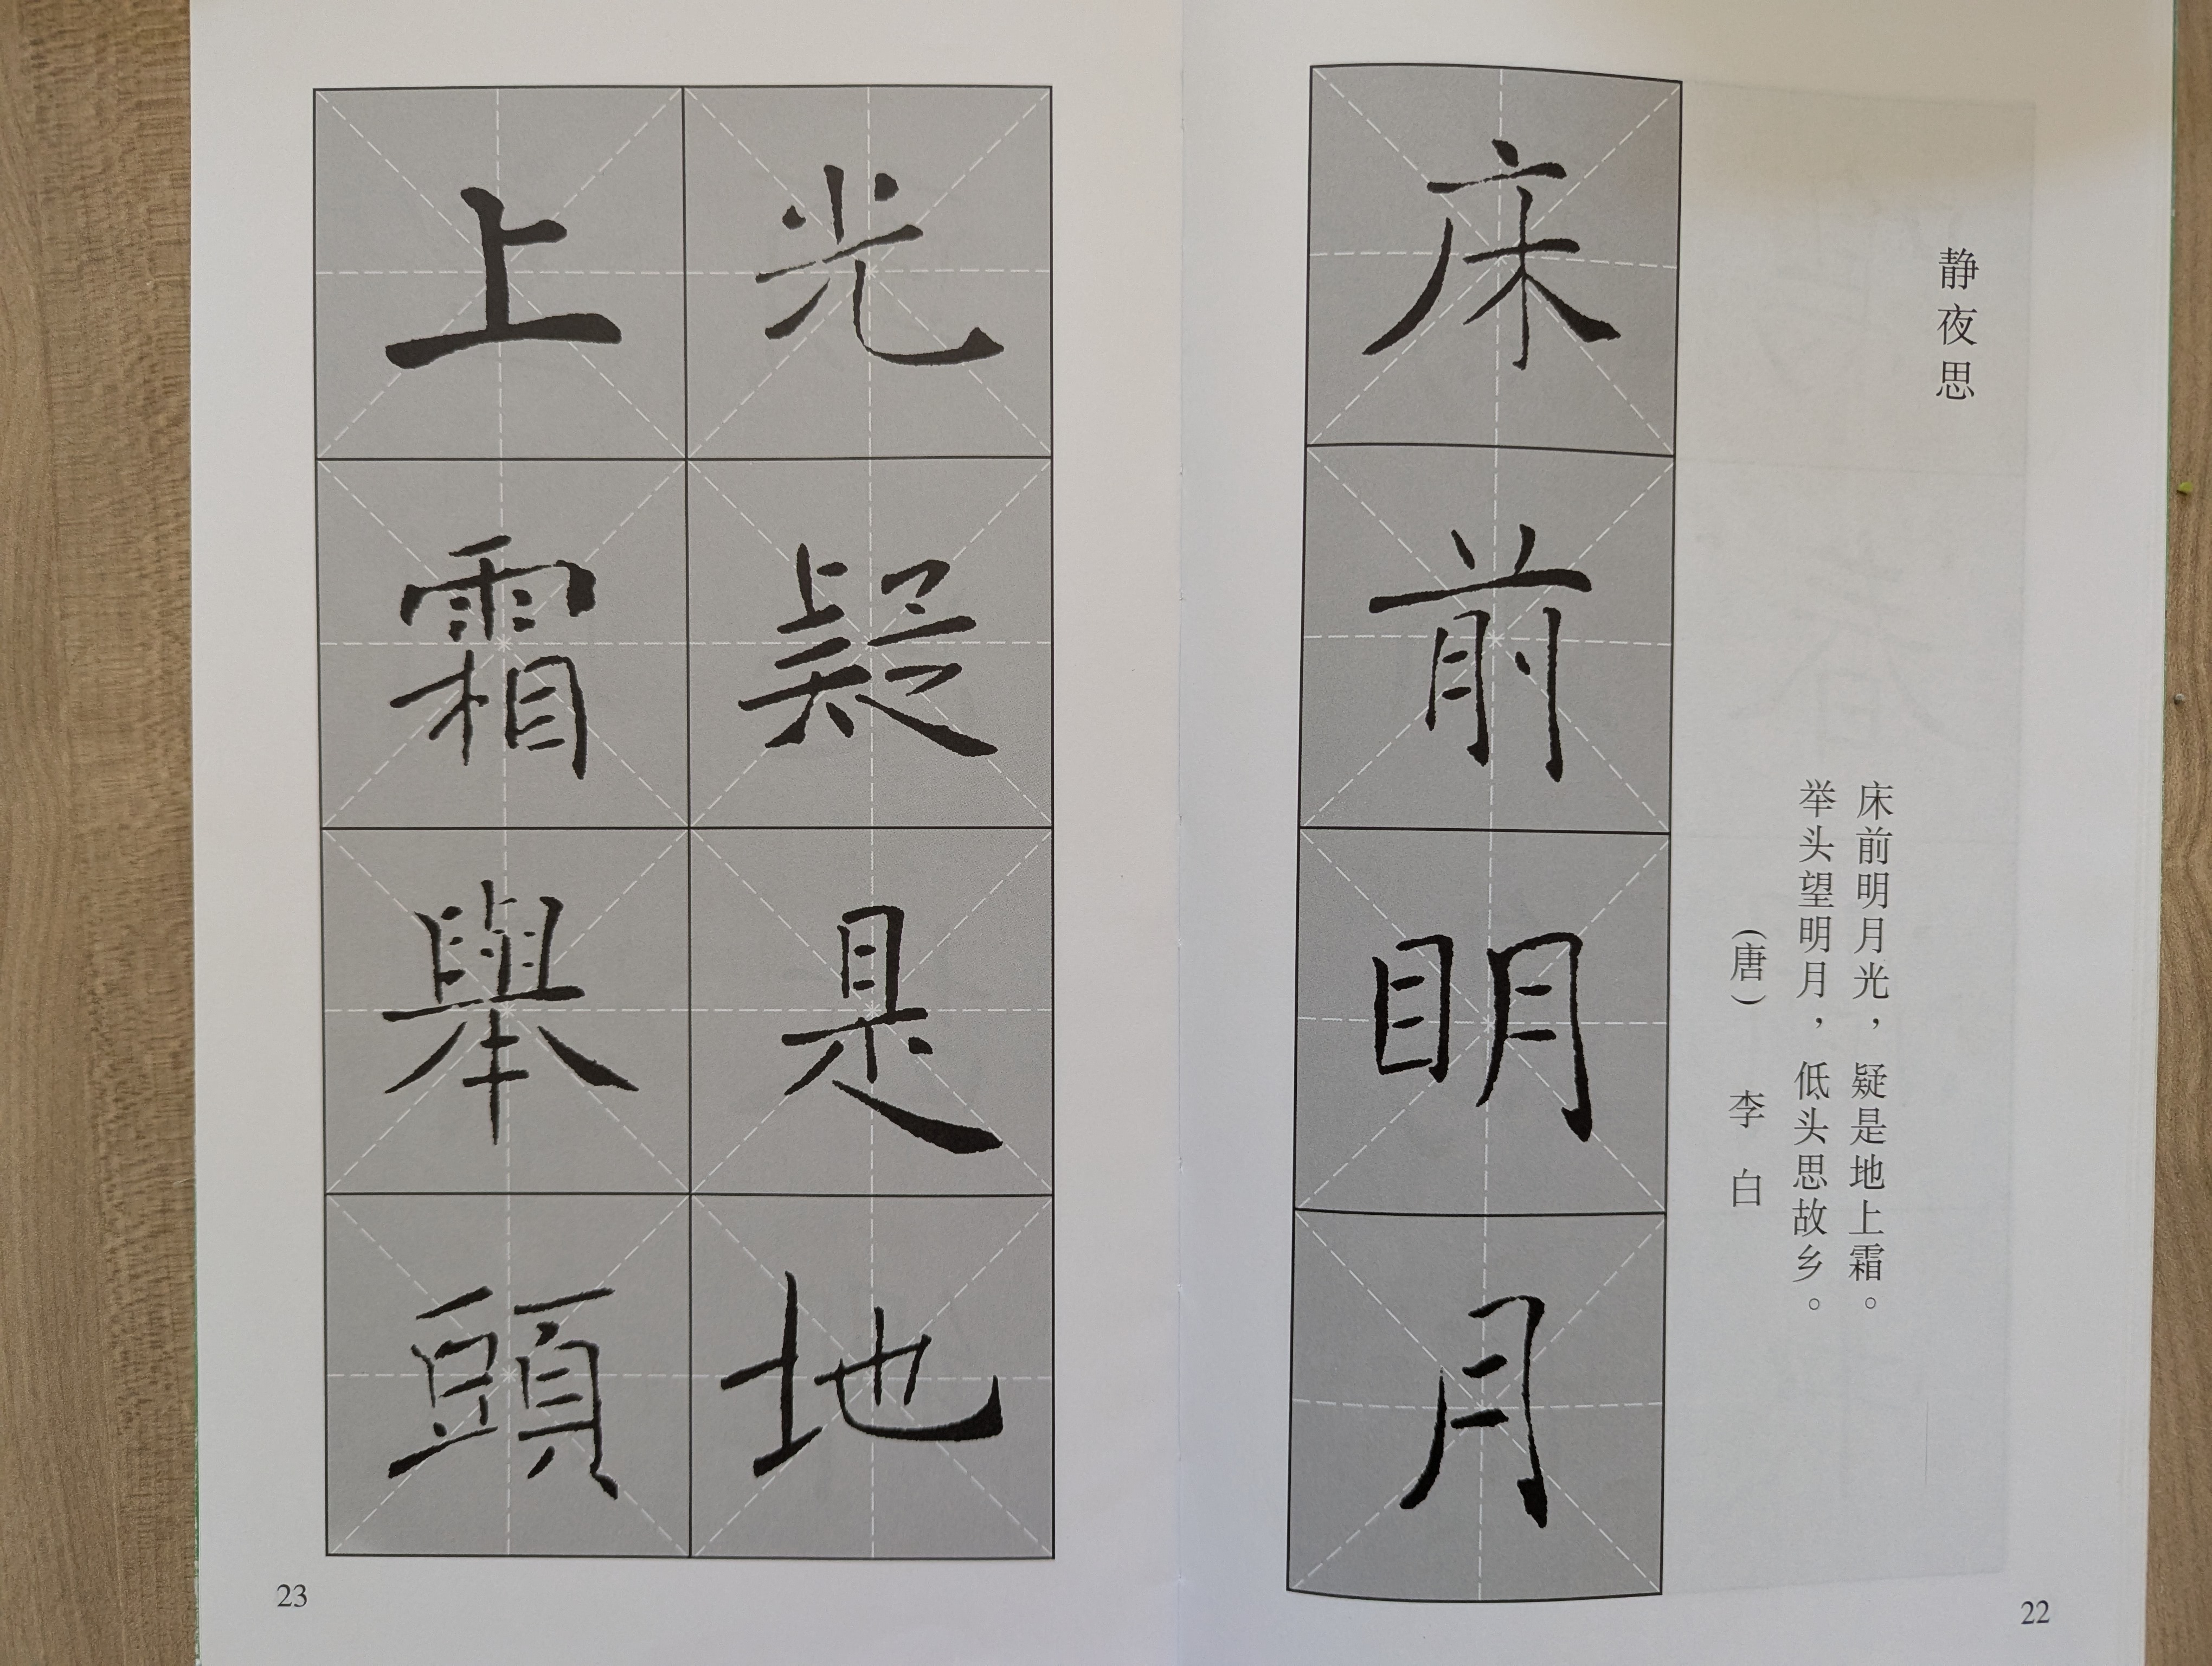 静夜思
床前明月光，疑是地上霜。
举头望明月，低头思故乡。
（唐） 李白
床前明月
22
光疑是地
上霜舉頭
23